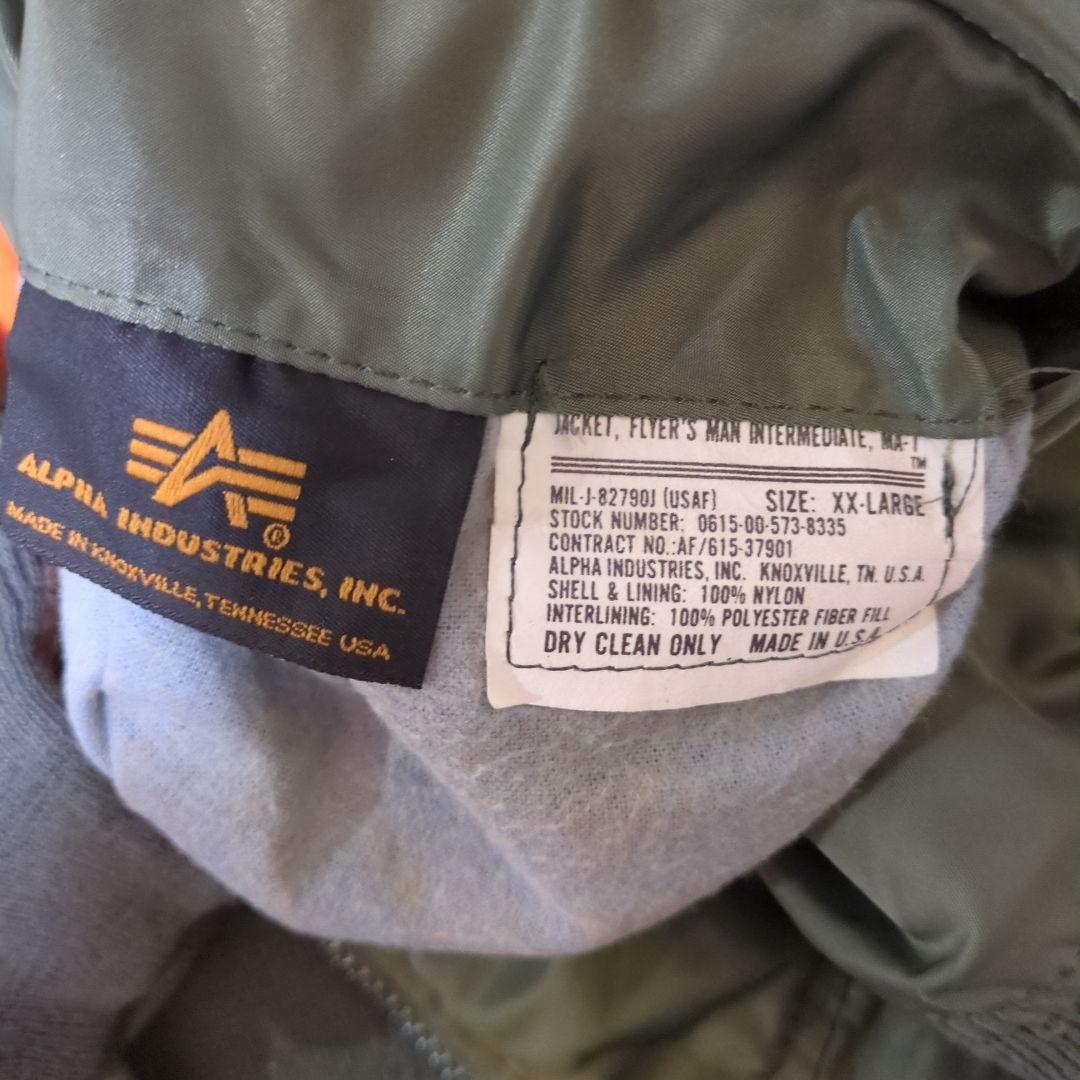 ALPHA INDUSTRIES, INC.®
MADE IN KNOXVILLE, TENNESSEE USA
JACKET, FLYER'S MAN INTERMEDIATE, MA-1
TM
MIL-J-82790J (USAF) SIZE: XX-LARGE
STOCK NUMBER: 0615-00-573-8335
CONTRACT NO.:AF/615-37901
ALPHA INDUSTRIES, INC. KNOXVILLE, TN. U.S.A.
SHELL & LINING: 100% NYLON
INTERLINING: 100% POLYESTER FIBER FILL
DRY CLEAN ONLY MADE IN U.S.A.